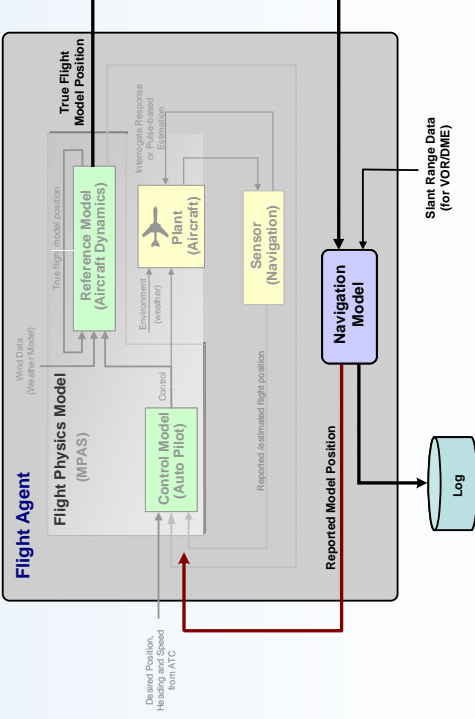 Flight Agent
Flight Physics Model
(MPAS)
Wind Data
(Weather Model)
True flight model position
Reference Model
(Aircraft Dynamics)
True Flight
Model Position
Desired Position,
Heading and Speed
from ATC
Control Model
(Auto Pilot)
Control
Environment
(weather)
Plant
(Aircraft)
Interrogate Response
or Pulse-based
Estimation
Sensor
(Navigation)
Reported /estimated flight position
Reported Model Position
Navigation
Model
Slant Range Data
(for VOR/DME)
Log